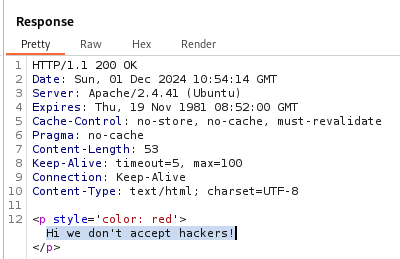 Response
Pretty Raw Hex Render
1 HTTP/1.1 200 OK
2 Date: Sun, 01 Dec 2024 10:54:14 GMT
3 Server: Apache/2.4.41 (Ubuntu)
4 Expires: Thu, 19 Nov 1981 08:52:00 GMT
5 Cache-Control: no-store, no-cache, must-revalidate
6 Pragma: no-cache
7 Content-Length: 53
8 Keep-Alive: timeout=5, max=100
9 Connection: Keep-Alive
10 Content-Type: text/html; charset=UTF-8
11
12 <p style='color: red'>
Hi we don't accept hackers!
</p>